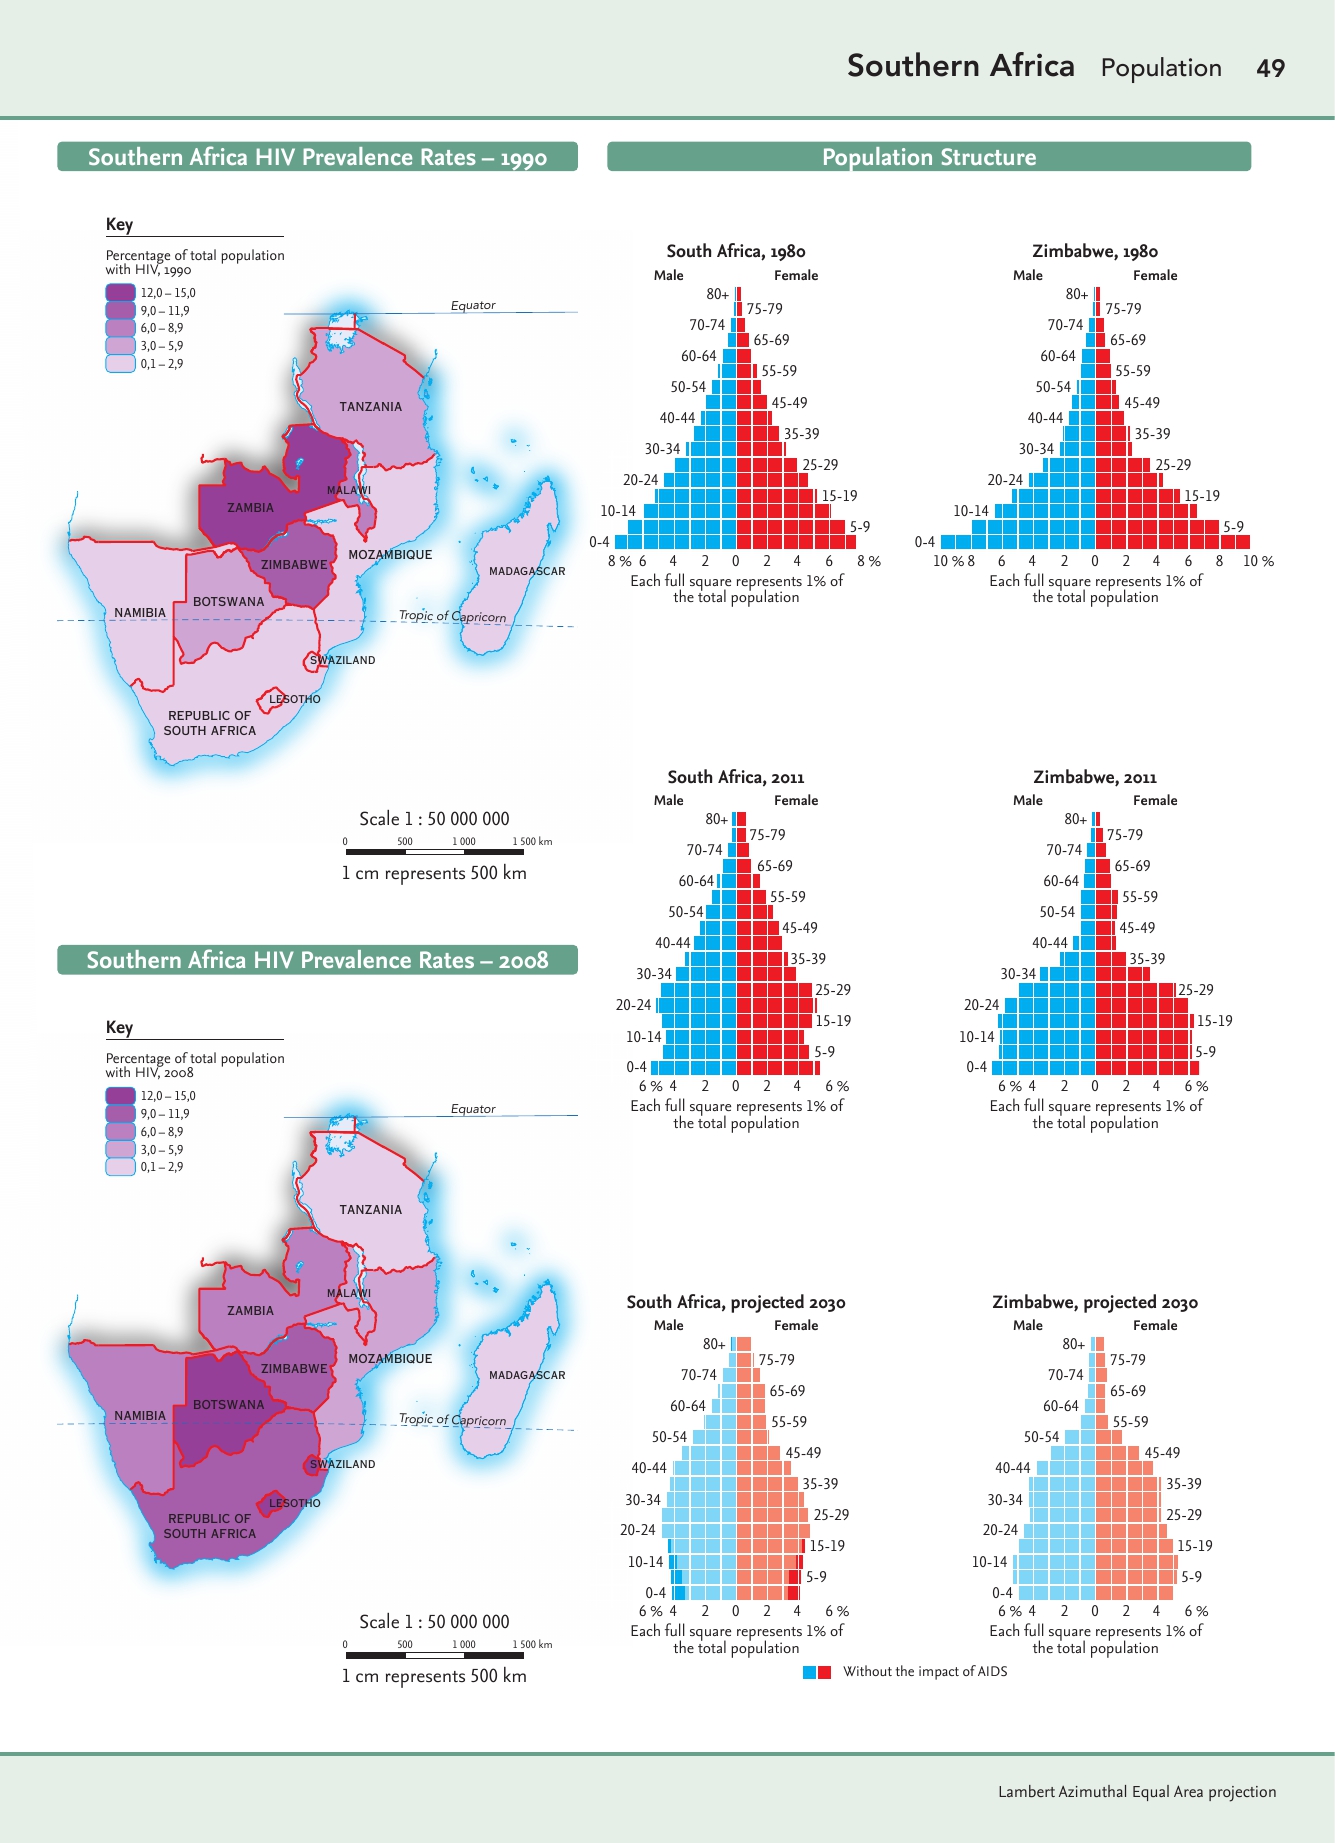 Southern Africa Population 49
Southern Africa HIV Prevalence Rates – 1990
Key
Percentage of total population
with HIV, 1990
12,0 – 15,0
9,0 – 11,9
6,0 – 8,9
3,0 – 5,9
0,1 – 2,9
Equator
TANZANIA
MALAWI
ZAMBIA
MOZAMBIQUE
ZIMBABWE
MADAGASCAR
BOTSWANA
NAMIBIA
Tropic of Capricorn
SWAZILAND
LESOTHO
REPUBLIC OF
SOUTH AFRICA
Scale 1 : 50 000 000
0 500 1 000 1 500 km
1 cm represents 500 km
Southern Africa HIV Prevalence Rates – 2008
Key
Percentage of total population
with HIV, 2008
12,0 – 15,0
9,0 – 11,9
6,0 – 8,9
3,0 – 5,9
0,1 – 2,9
Equator
TANZANIA
MALAWI
ZAMBIA
MOZAMBIQUE
ZIMBABWE
MADAGASCAR
BOTSWANA
NAMIBIA
Tropic of Capricorn
SWAZILAND
LESOTHO
REPUBLIC OF
SOUTH AFRICA
Scale 1 : 50 000 000
0 500 1 000 1 500 km
1 cm represents 500 km
Population Structure
South Africa, 1980
Male Female
80+
75-79
70-74
65-69
60-64
55-59
50-54
45-49
40-44
35-39
30-34
25-29
20-24
15-19
10-14
5-9
0-4
8 % 6 4 2 0 2 4 6 8 %
Each full square represents 1% of
the total population
Zimbabwe, 1980
Male Female
80+
75-79
70-74
65-69
60-64
55-59
50-54
45-49
40-44
35-39
30-34
25-29
20-24
15-19
10-14
5-9
0-4
10 % 8 6 4 2 0 2 4 6 8 10 %
Each full square represents 1% of
the total population
South Africa, 2011
Male Female
80+
75-79
70-74
65-69
60-64
55-59
50-54
45-49
40-44
35-39
30-34
25-29
20-24
15-19
10-14
5-9
0-4
6 % 4 2 0 2 4 6 %
Each full square represents 1% of
the total population
Zimbabwe, 2011
Male Female
80+
75-79
70-74
65-69
60-64
55-59
50-54
45-49
40-44
35-39
30-34
25-29
20-24
15-19
10-14
5-9
0-4
6 % 4 2 0 2 4 6 %
Each full square represents 1% of
the total population
South Africa, projected 2030
Male Female
80+
75-79
70-74
65-69
60-64
55-59
50-54
45-49
40-44
35-39
30-34
25-29
20-24
15-19
10-14
5-9
0-4
6 % 4 2 0 2 4 6 %
Each full square represents 1% of
the total population
Zimbabwe, projected 2030
Male Female
80+
75-79
70-74
65-69
60-64
55-59
50-54
45-49
40-44
35-39
30-34
25-29
20-24
15-19
10-14
5-9
0-4
6 % 4 2 0 2 4 6 %
Each full square represents 1% of
the total population
Without the impact of AIDS
Lambert Azimuthal Equal Area projection